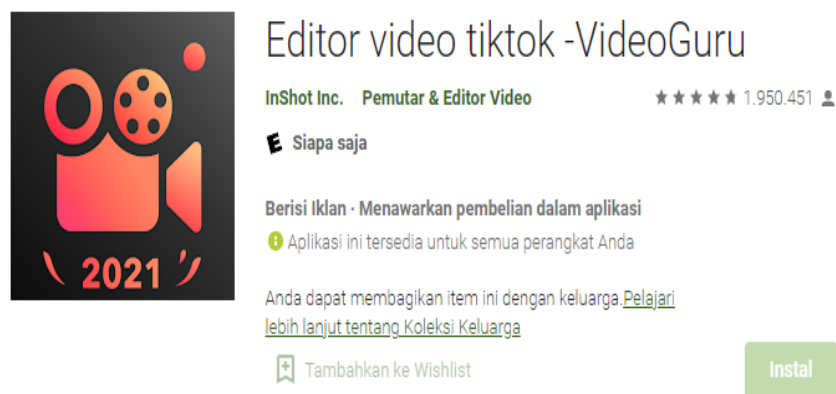 2021
Editor video tiktok -VideoGuru
InShot Inc. Pemutar & Editor Video 1.950.451
E Siapa saja
Berisi Iklan · Menawarkan pembelian dalam aplikasi
Aplikasi ini tersedia untuk semua perangkat Anda
Anda dapat membagikan item ini dengan keluarga.Pelajari
lebih lanjut tentang Koleksi Keluarga
Tambahkan ke Wishlist
Instal